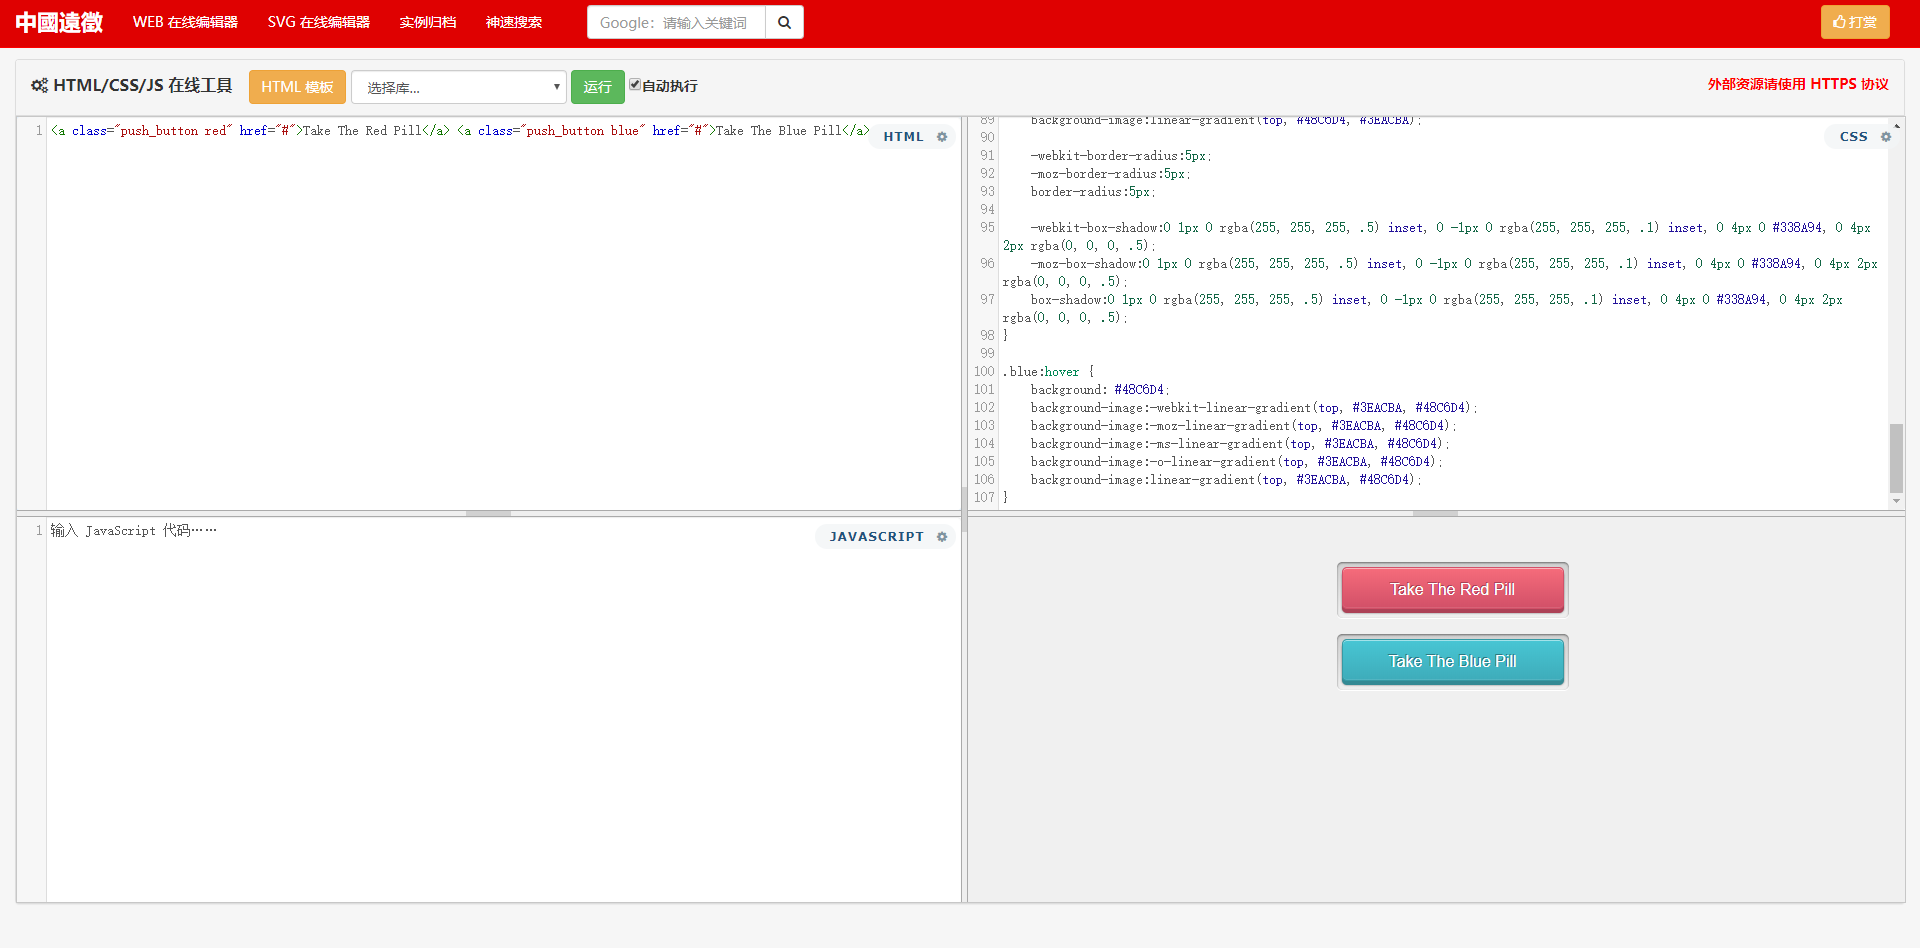 中國遠徵 WEB 在线编辑器 SVG 在线编辑器 实例归档 神速搜索 Google：请输入关键词 打赏
HTML/CSS/JS 在线工具 HTML 模板 选择库... 运行 自动执行 外部资源请使用 HTTPS 协议
1 <a class="push_button red" href="#">Take The Red Pill</a> <a class="push_button blue" href="#">Take The Blue Pill</a>
HTML
89 background-image:linear-gradient(top, #48C6D4, #3EACBA);
CSS
90
91 -webkit-border-radius:5px;
92 -moz-border-radius:5px;
93 border-radius:5px;
94
95 -webkit-box-shadow:0 1px 0 rgba(255, 255, 255, .5) inset, 0 -1px 0 rgba(255, 255, 255, .1) inset, 0 4px 0 #338A94, 0 4px
2px rgba(0, 0, 0, .5);
96 -moz-box-shadow:0 1px 0 rgba(255, 255, 255, .5) inset, 0 -1px 0 rgba(255, 255, 255, .1) inset, 0 4px 0 #338A94, 0 4px 2px
rgba(0, 0, 0, .5);
97 box-shadow:0 1px 0 rgba(255, 255, 255, .5) inset, 0 -1px 0 rgba(255, 255, 255, .1) inset, 0 4px 0 #338A94, 0 4px 2px
rgba(0, 0, 0, .5);
98 }
99
100 .blue:hover {
101 background: #48C6D4;
102 background-image:-webkit-linear-gradient(top, #3EACBA, #48C6D4);
103 background-image:-moz-linear-gradient(top, #3EACBA, #48C6D4);
104 background-image:-ms-linear-gradient(top, #3EACBA, #48C6D4);
105 background-image:-o-linear-gradient(top, #3EACBA, #48C6D4);
106 background-image:linear-gradient(top, #3EACBA, #48C6D4);
107 }
1 输入 JavaScript 代码……
JAVASCRIPT
Take The Red Pill
Take The Blue Pill